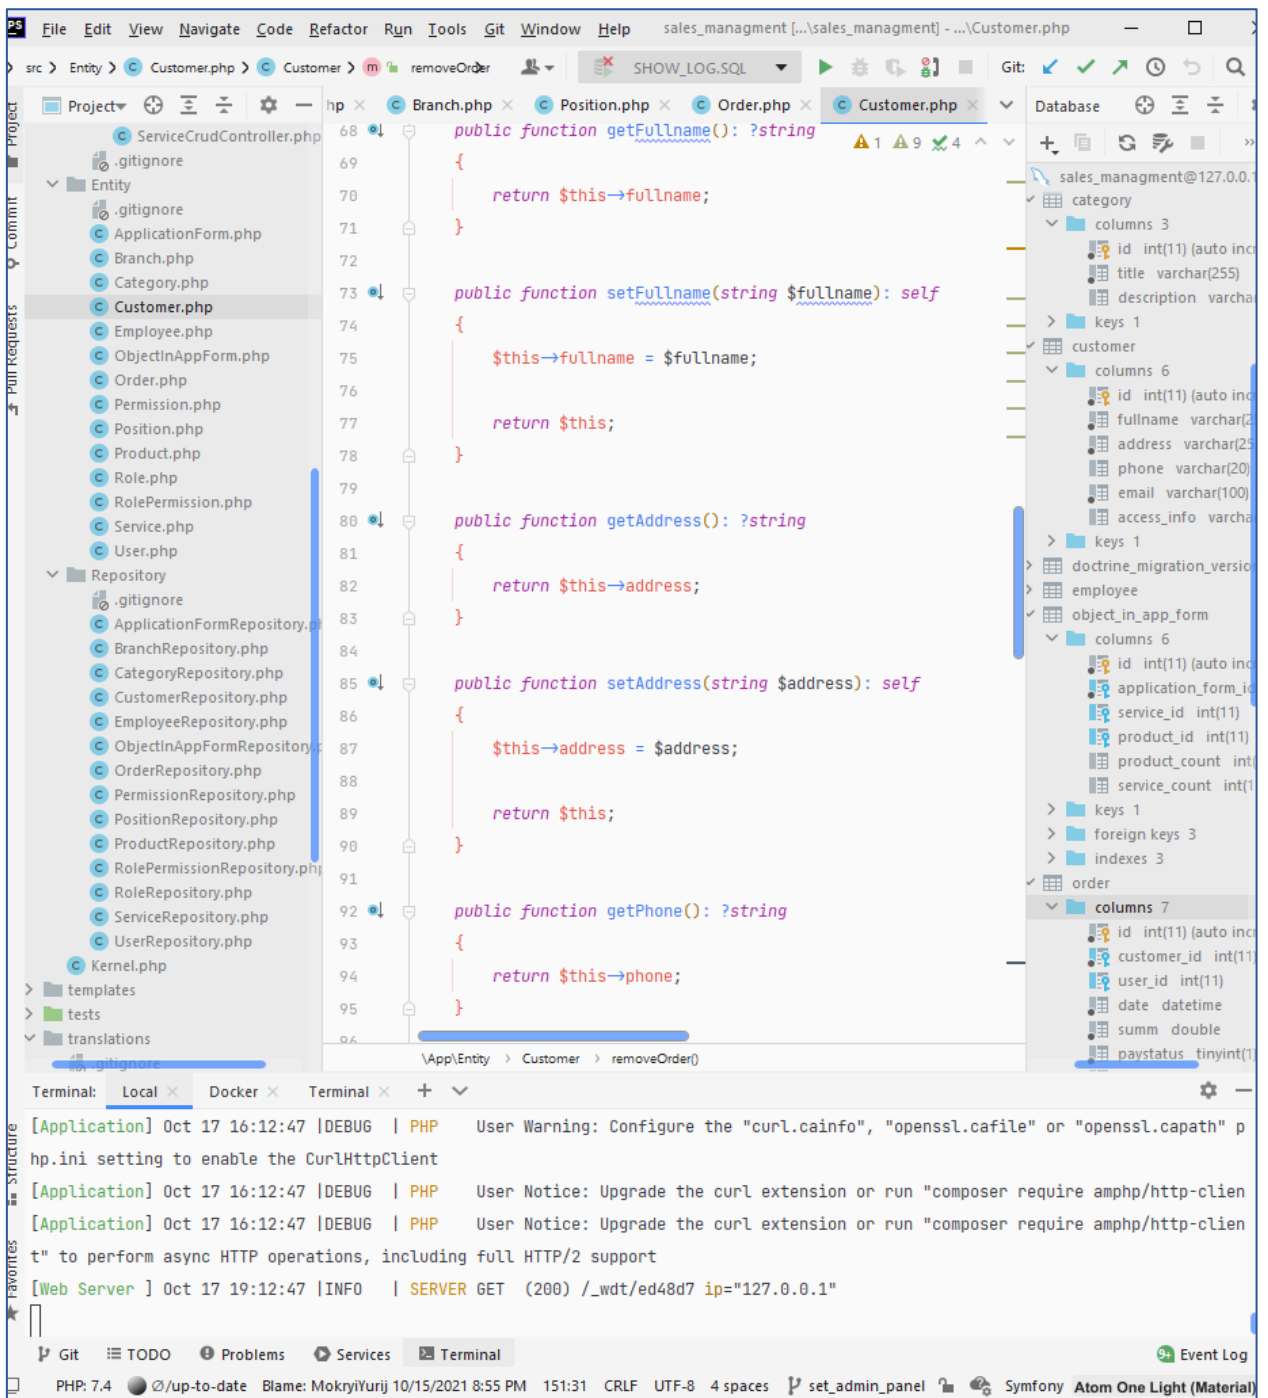 PS File Edit View Navigate Code Refactor Run Tools Git Window Help sales_managment [...\sales_managment] - ...\Customer.php
src Entity C Customer.php C Customer m removeOrder SHOW_LOG.SQL Git:
Project hp C Branch.php C Position.php C Order.php C Customer.php Database
Project
Commit
Pull Requests
C ServiceCrudController.php
.gitignore
Entity
.gitignore
C ApplicationForm.php
C Branch.php
C Category.php
C Customer.php
C Employee.php
C ObjectInAppForm.php
C Order.php
C Permission.php
C Position.php
C Product.php
C Role.php
C RolePermission.php
C Service.php
C User.php
Repository
.gitignore
C ApplicationFormRepository.p
C BranchRepository.php
C CategoryRepository.php
C CustomerRepository.php
C EmployeeRepository.php
C ObjectInAppFormRepository.
C OrderRepository.php
C PermissionRepository.php
C PositionRepository.php
C ProductRepository.php
C RolePermissionRepository.php
C RoleRepository.php
C ServiceRepository.php
C UserRepository.php
C Kernel.php
templates
tests
translations
.gitignore
1 9 4
68 public function getFullname(): ?string
69 {
70 return $this→fullname;
71 }
72
73 public function setFullname(string $fullname): self
74 {
75 $this→fullname = $fullname;
76
77 return $this;
78 }
79
80 public function getAddress(): ?string
81 {
82 return $this→address;
83 }
84
85 public function setAddress(string $address): self
86 {
87 $this→address = $address;
88
89 return $this;
90 }
91
92 public function getPhone(): ?string
93 {
94 return $this→phone;
95 }
96
\App\Entity › Customer › removeOrder()
sales_managment@127.0.0.1
category
columns 3
id int(11) (auto incr
title varchar(255)
description varcha
keys 1
customer
columns 6
id int(11) (auto inc
fullname varchar(2
address varchar(25
phone varchar(20)
email varchar(100)
access_info varcha
keys 1
doctrine_migration_versio
employee
object_in_app_form
columns 6
id int(11) (auto inc
application_form_id
service_id int(11)
product_id int(11)
product_count int(
service_count int(1
keys 1
foreign keys 3
indexes 3
order
columns 7
id int(11) (auto incr
customer_id int(11)
user_id int(11)
date datetime
summ double
paystatus tinyint(1)
Terminal: Local Docker Terminal
Structure
Favorites
[Application] Oct 17 16:12:47 |DEBUG | PHP User Warning: Configure the "curl.cainfo", "openssl.cafile" or "openssl.capath" p
hp.ini setting to enable the CurlHttpClient
[Application] Oct 17 16:12:47 |DEBUG | PHP User Notice: Upgrade the curl extension or run "composer require amphp/http-clien
[Application] Oct 17 16:12:47 |DEBUG | PHP User Notice: Upgrade the curl extension or run "composer require amphp/http-clien
t" to perform async HTTP operations, including full HTTP/2 support
[Web Server ] Oct 17 19:12:47 |INFO | SERVER GET (200) /_wdt/ed48d7 ip="127.0.0.1"
Git TODO Problems Services Terminal 9+ Event Log
PHP: 7.4 Ø/up-to-date Blame: MokryiYurij 10/15/2021 8:55 PM 151:31 CRLF UTF-8 4 spaces set_admin_panel Symfony Atom One Light (Material)